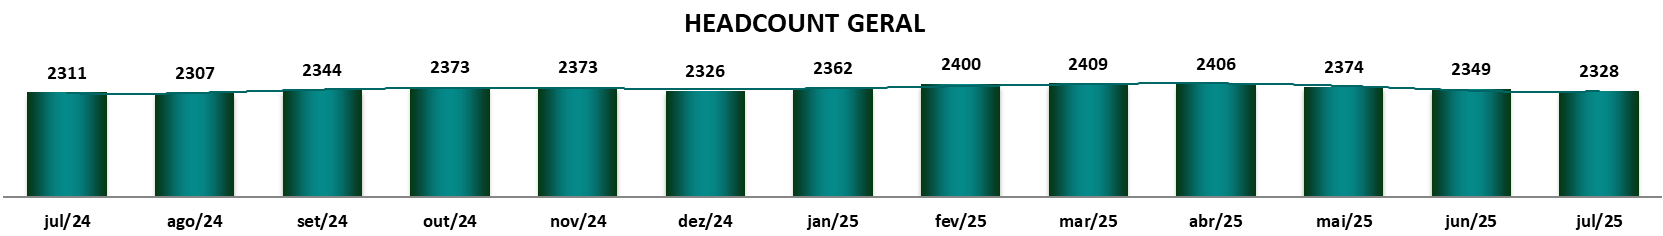 HEADCOUNT GERAL
2311 2307 2344 2373 2373 2326 2362 2400 2409 2406 2374 2349 2328
jul/24 ago/24 set/24 out/24 nov/24 dez/24 jan/25 fev/25 mar/25 abr/25 mai/25 jun/25 jul/25